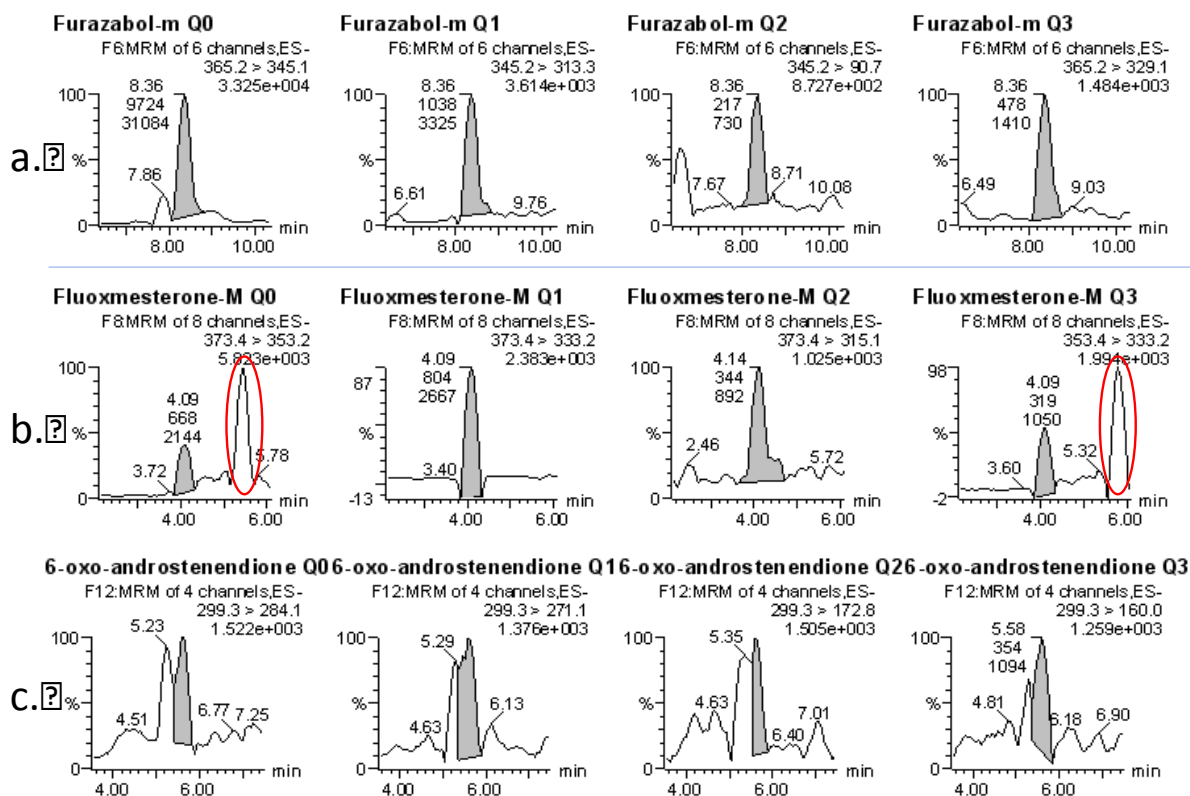 Furazabol-m Q0
F6:MRM of 6 channels,ES-
365.2 > 345.1
3.325e+004
8.36
9724
31084
7.86
100
%
0
8.00
10.00
min
Furazabol-m Q1
F6:MRM of 6 channels,ES-
345.2 > 313.3
3.614e+003
8.36
1038
3325
6.61
9.76
100
%
0
8.00
10.00
min
Furazabol-m Q2
F6:MRM of 6 channels,ES-
345.2 > 90.7
8.727e+002
8.36
217
730
7.67
8.71
10.08
100
%
0
8.00
10.00
min
Furazabol-m Q3
F6:MRM of 6 channels,ES-
365.2 > 329.1
1.484e+003
8.36
478
1410
6.49
9.03
100
%
0
8.00
10.00
min
a.
Fluoxmesterone-M Q0
F8:MRM of 8 channels,ES-
373.4 > 353.2
4.09
668
2144
3.72
5.78
100
%
0
4.00
6.00
min
Fluoxmesterone-M Q1
F8:MRM of 8 channels,ES-
373.4 > 333.2
2.383e+003
4.09
804
2667
3.40
87
%
-13
4.00
6.00
min
Fluoxmesterone-M Q2
F8:MRM of 8 channels,ES-
373.4 > 315.1
1.025e+003
4.14
344
892
2.46
5.72
100
%
0
4.00
6.00
min
Fluoxmesterone-M Q3
F8:MRM of 8 channels,ES-
353.4 > 333.2
4.09
319
1050
3.60
5.32
98
%
-2
4.00
6.00
min
b.
6-oxo-androstenendione Q0
F12:MRM of 4 channels,ES-
299.3 > 284.1
1.522e+003
5.23
4.51
6.77
7.25
100
%
0
4.00
6.00
min
6-oxo-androstenendione Q1
F12:MRM of 4 channels,ES-
299.3 > 271.1
1.376e+003
5.29
4.63
6.13
100
%
0
4.00
6.00
min
6-oxo-androstenendione Q2
F12:MRM of 4 channels,ES-
299.3 > 172.8
1.505e+003
5.35
4.63
6.40
7.01
100
%
0
4.00
6.00
min
6-oxo-androstenendione Q3
F12:MRM of 4 channels,ES-
299.3 > 160.0
1.259e+003
5.58
354
1094
4.81
6.18
6.90
100
%
0
4.00
6.00
min
c.